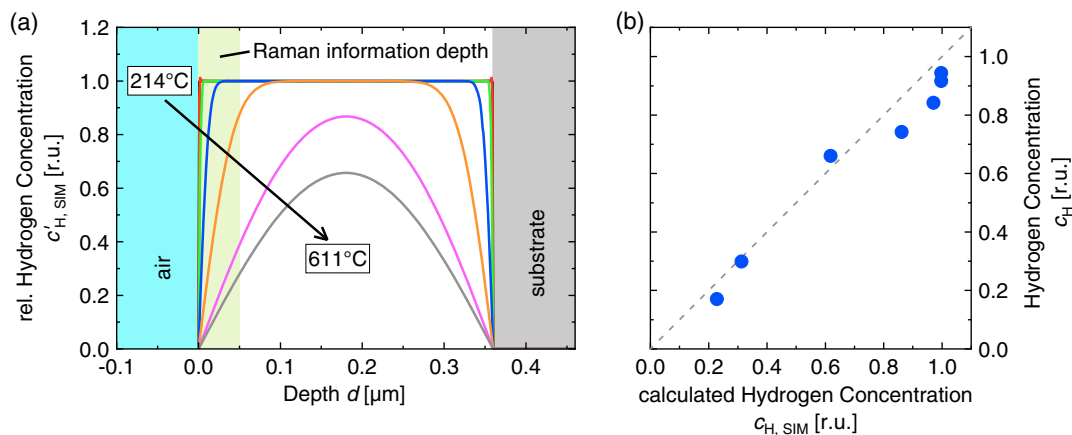 (a)
rel. Hydrogen Concentration
c′H, SIM [r.u.]
1.2
1.0
0.8
0.6
0.4
0.2
0.0
Raman information depth
214°C
611°C
air
substrate
-0.1 0.0 0.1 0.2 0.3 0.4
Depth d [µm]
(b)
1.0
0.8
0.6
0.4
0.2
0.0
Hydrogen Concentration
cH [r.u.]
0.0 0.2 0.4 0.6 0.8 1.0
calculated Hydrogen Concentration
cH, SIM [r.u.]